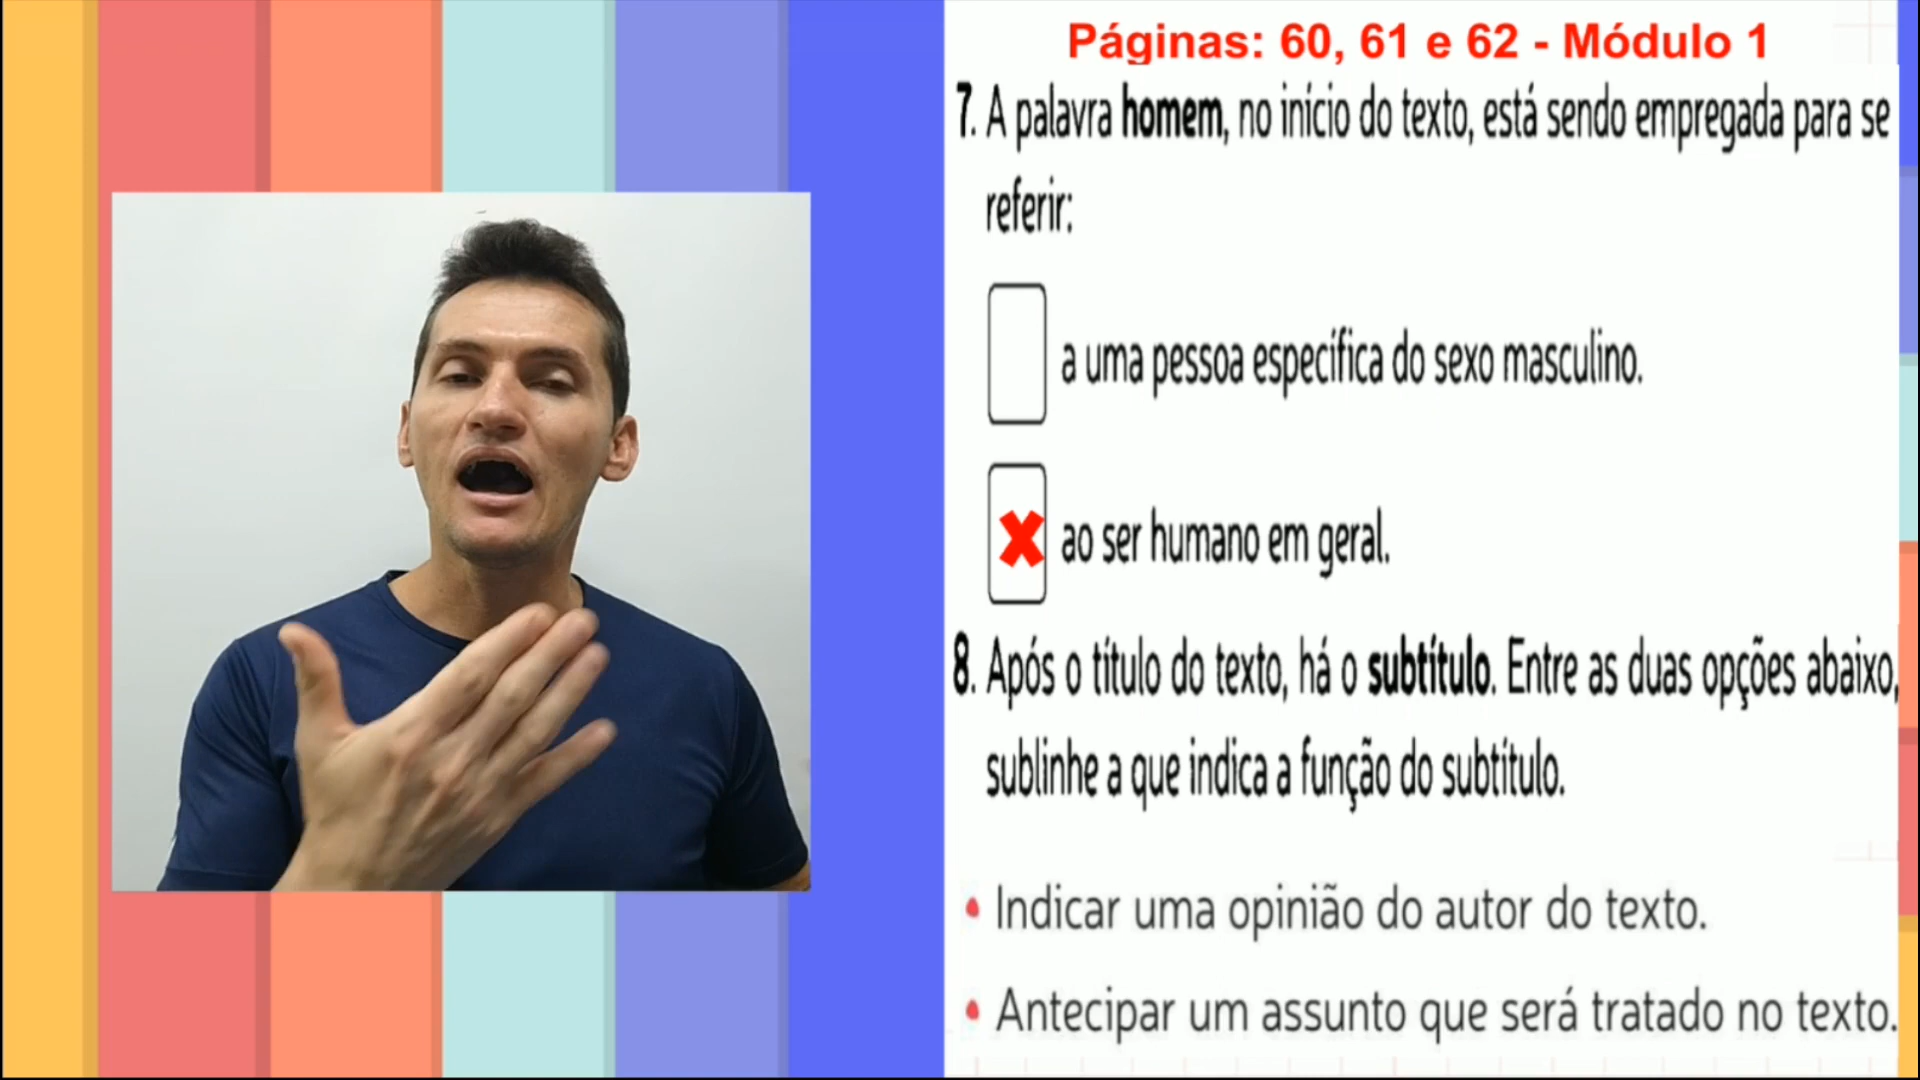 Páginas: 60, 61 e 62 - Módulo 1
7. A palavra homem, no início do texto, está sendo empregada para se
referir:
a uma pessoa específica do sexo masculino.
ao ser humano em geral.
8. Após o título do texto, há o subtítulo. Entre as duas opções abaixo,
sublinhe a que indica a função do subtítulo.
• Indicar uma opinião do autor do texto.
• Antecipar um assunto que será tratado no texto.